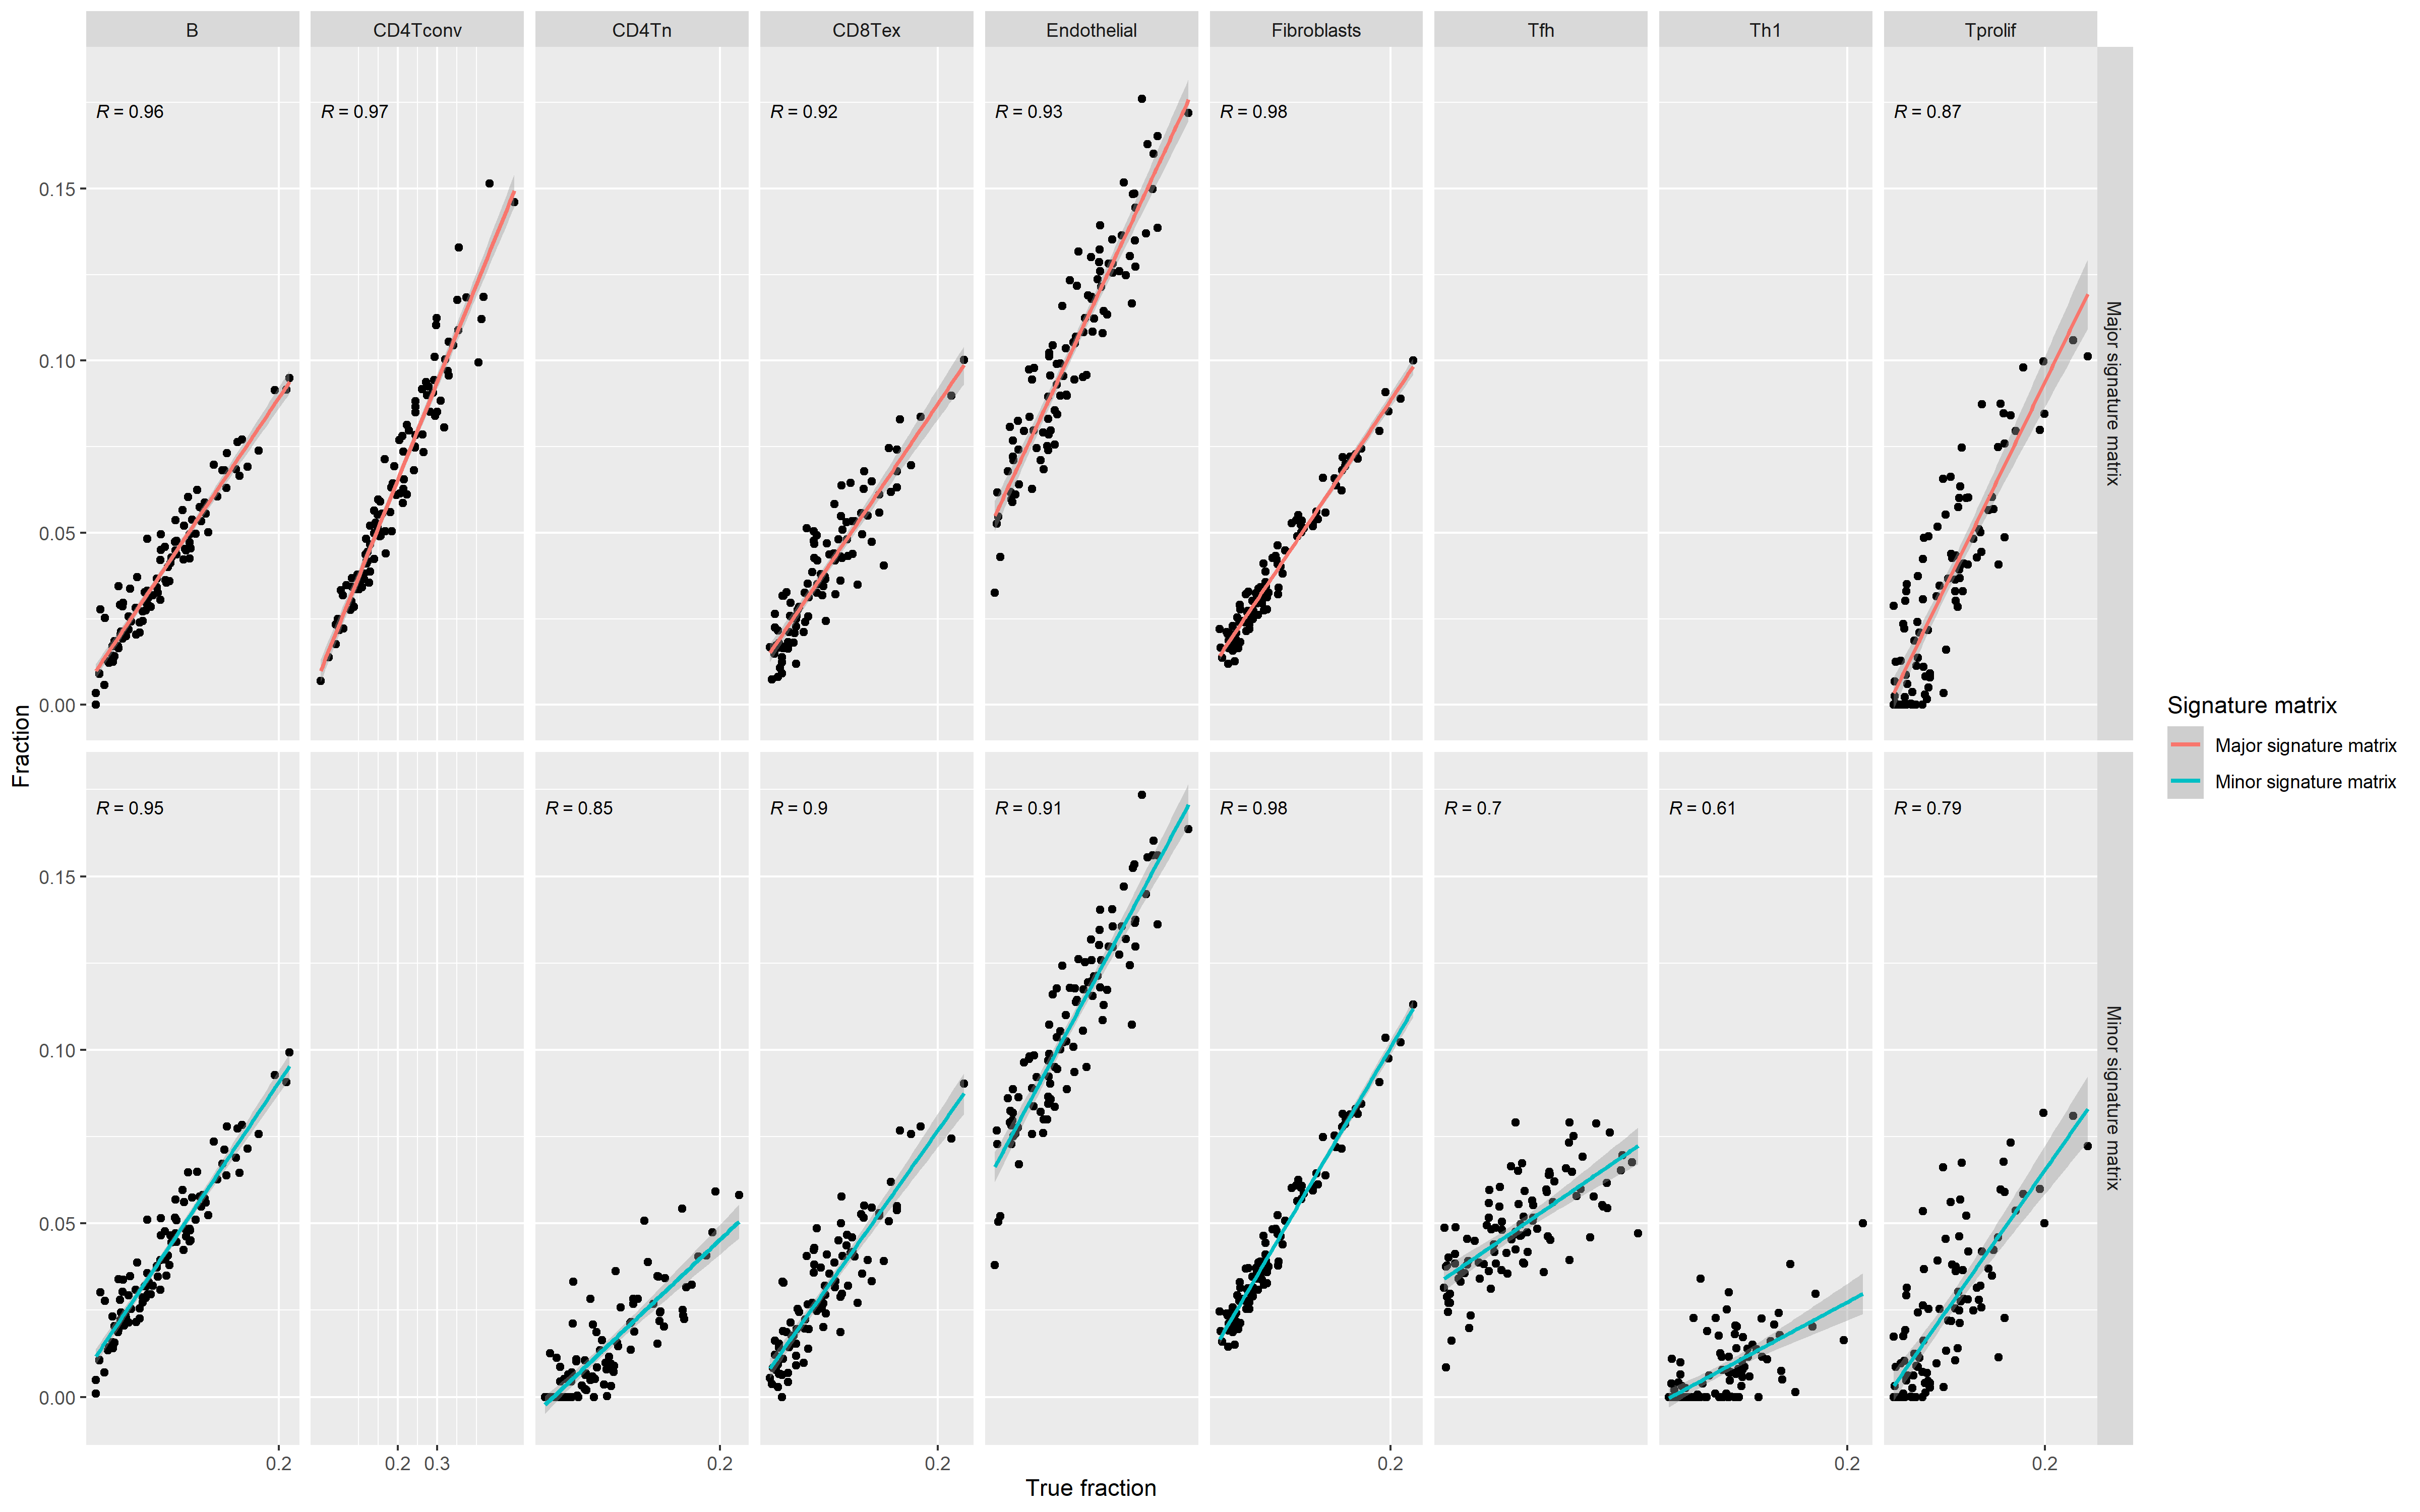 B CD4Tconv CD4Tn CD8Tex Endothelial Fibroblasts Tfh Th1 Tprolif
R = 0.96 R = 0.97 R = 0.92 R = 0.93 R = 0.98 R = 0.87
0.15
0.10
0.05
0.00
Major signature matrix
R = 0.95 R = 0.85 R = 0.9 R = 0.91 R = 0.98 R = 0.7 R = 0.61 R = 0.79
0.15
0.10
0.05
0.00
Minor signature matrix
0.2 0.2 0.3 0.2 0.2 0.2 0.2 0.2
True fraction
Fraction
Signature matrix
Major signature matrix
Minor signature matrix